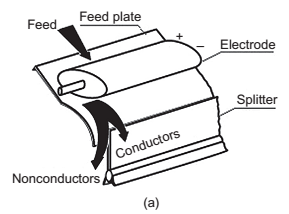 Feed plate
Feed
+
–
Electrode
Splitter
Conductors
Nonconductors
(a)